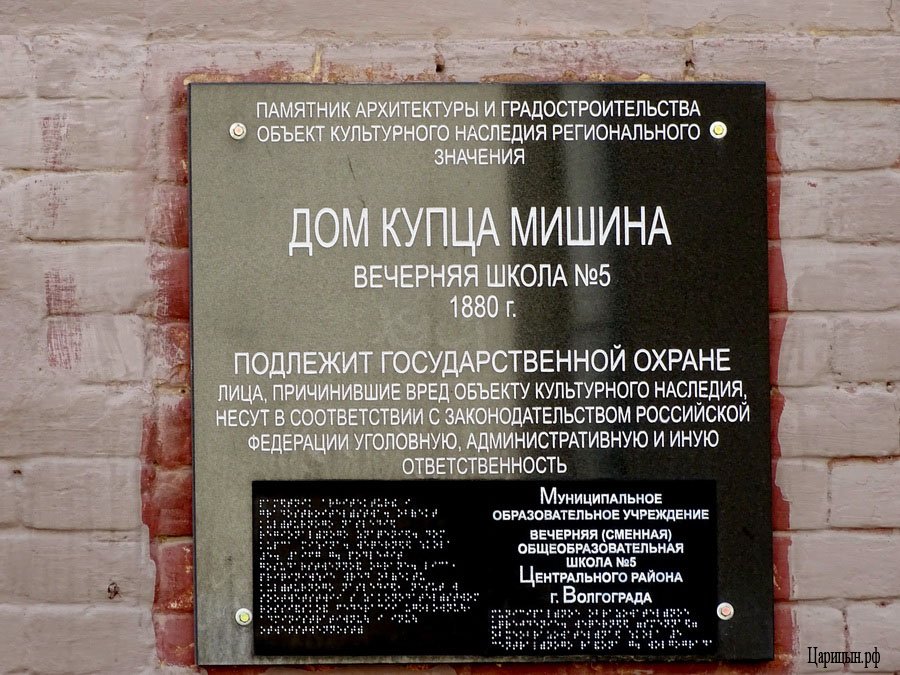 ПАМЯТНИК АРХИТЕКТУРЫ И ГРАДОСТРОИТЕЛЬСТВА
ОБЪЕКТ КУЛЬТУРНОГО НАСЛЕДИЯ РЕГИОНАЛЬНОГО
ЗНАЧЕНИЯ
ДОМ КУПЦА МИШИНА
ВЕЧЕРНЯЯ ШКОЛА №5
1880 г.
ПОДЛЕЖИТ ГОСУДАРСТВЕННОЙ ОХРАНЕ
ЛИЦА, ПРИЧИНИВШИЕ ВРЕД ОБЪЕКТУ КУЛЬТУРНОГО НАСЛЕДИЯ,
НЕСУТ В СООТВЕТСТВИИ С ЗАКОНОДАТЕЛЬСТВОМ РОССИЙСКОЙ
ФЕДЕРАЦИИ УГОЛОВНУЮ, АДМИНИСТРАТИВНУЮ И ИНУЮ
ОТВЕТСТВЕННОСТЬ
МУНИЦИПАЛЬНОЕ
ОБРАЗОВАТЕЛЬНОЕ УЧРЕЖДЕНИЕ
ВЕЧЕРНЯЯ (СМЕННАЯ)
ОБЩЕОБРАЗОВАТЕЛЬНАЯ
ШКОЛА №5
ЦЕНТРАЛЬНОГО РАЙОНА
Г. ВОЛГОГРАДА
Царицын.рф